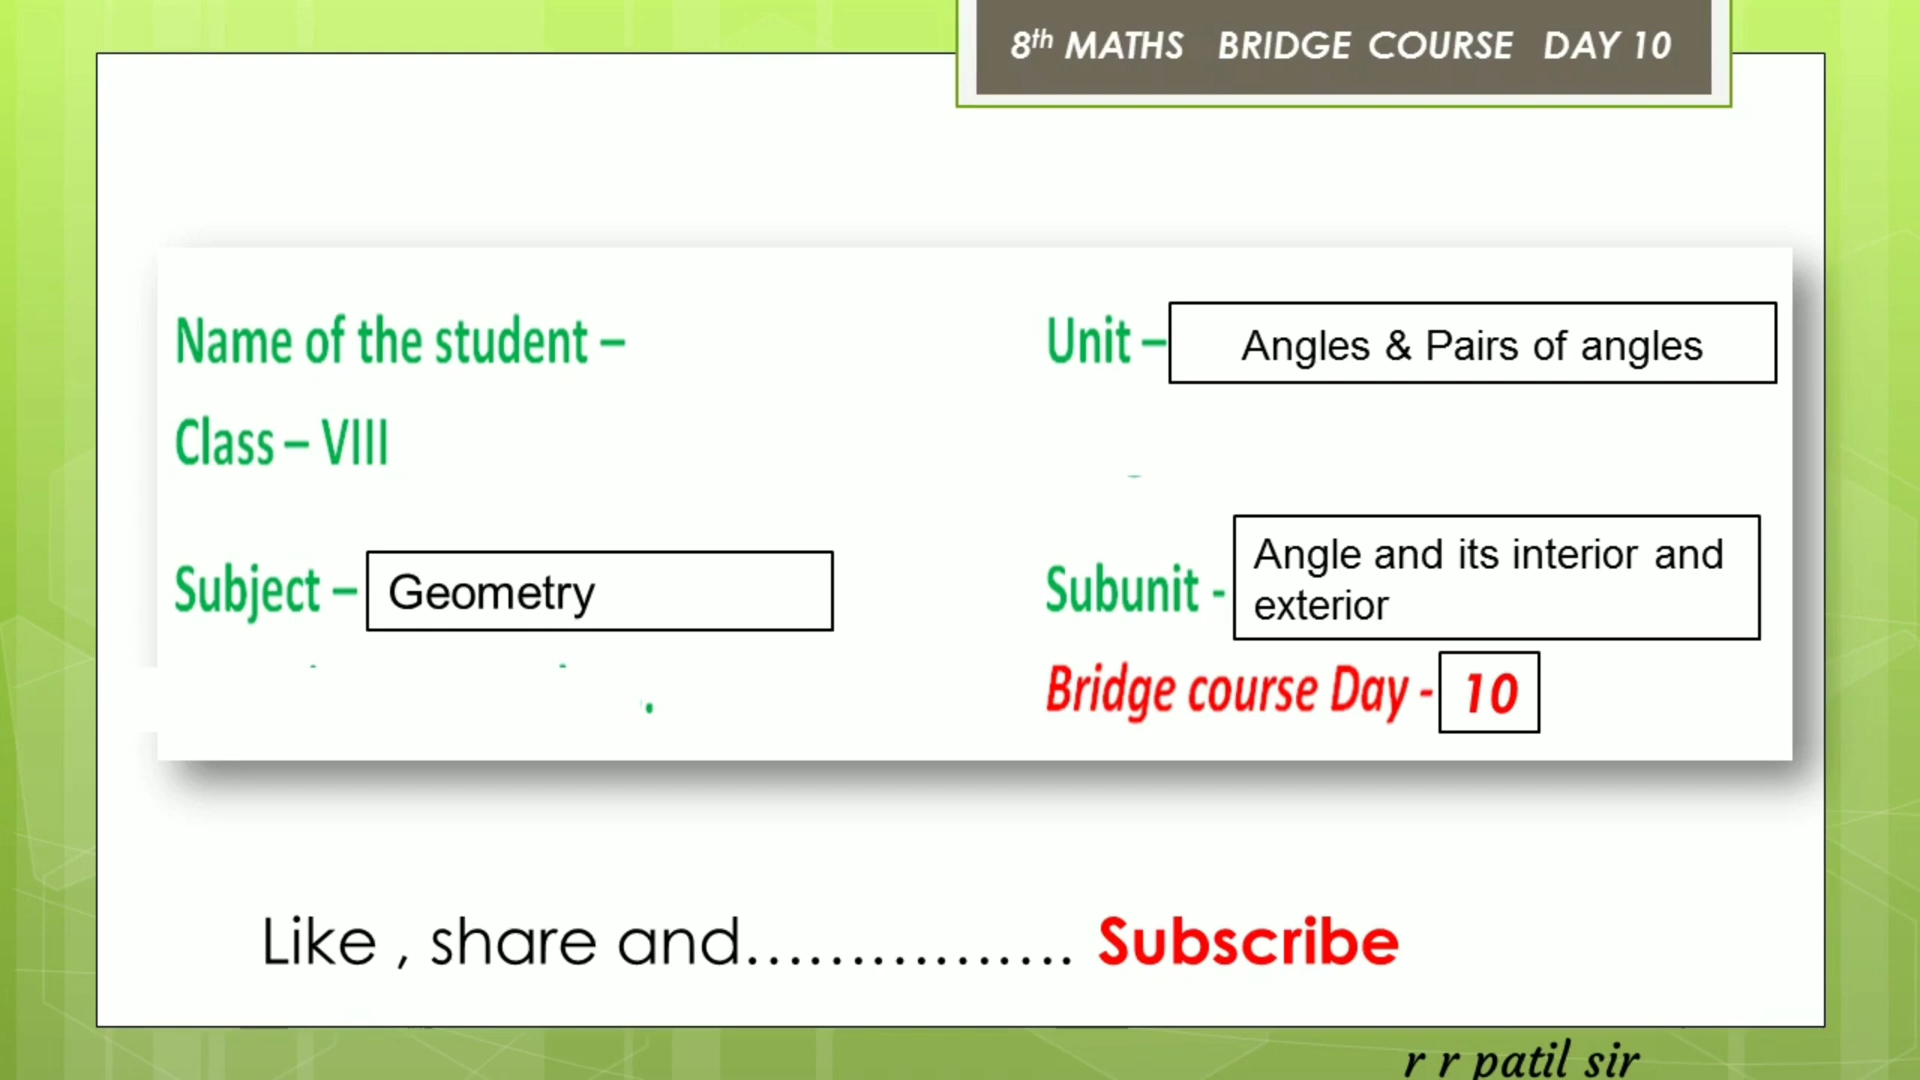 8th MATHS BRIDGE COURSE DAY 10
Name of the student –
Unit – Angles & Pairs of angles
Class – VIII
Subject – Geometry
Subunit - Angle and its interior and
exterior
Bridge course Day - 10
Like , share and................ Subscribe
r r patil sir